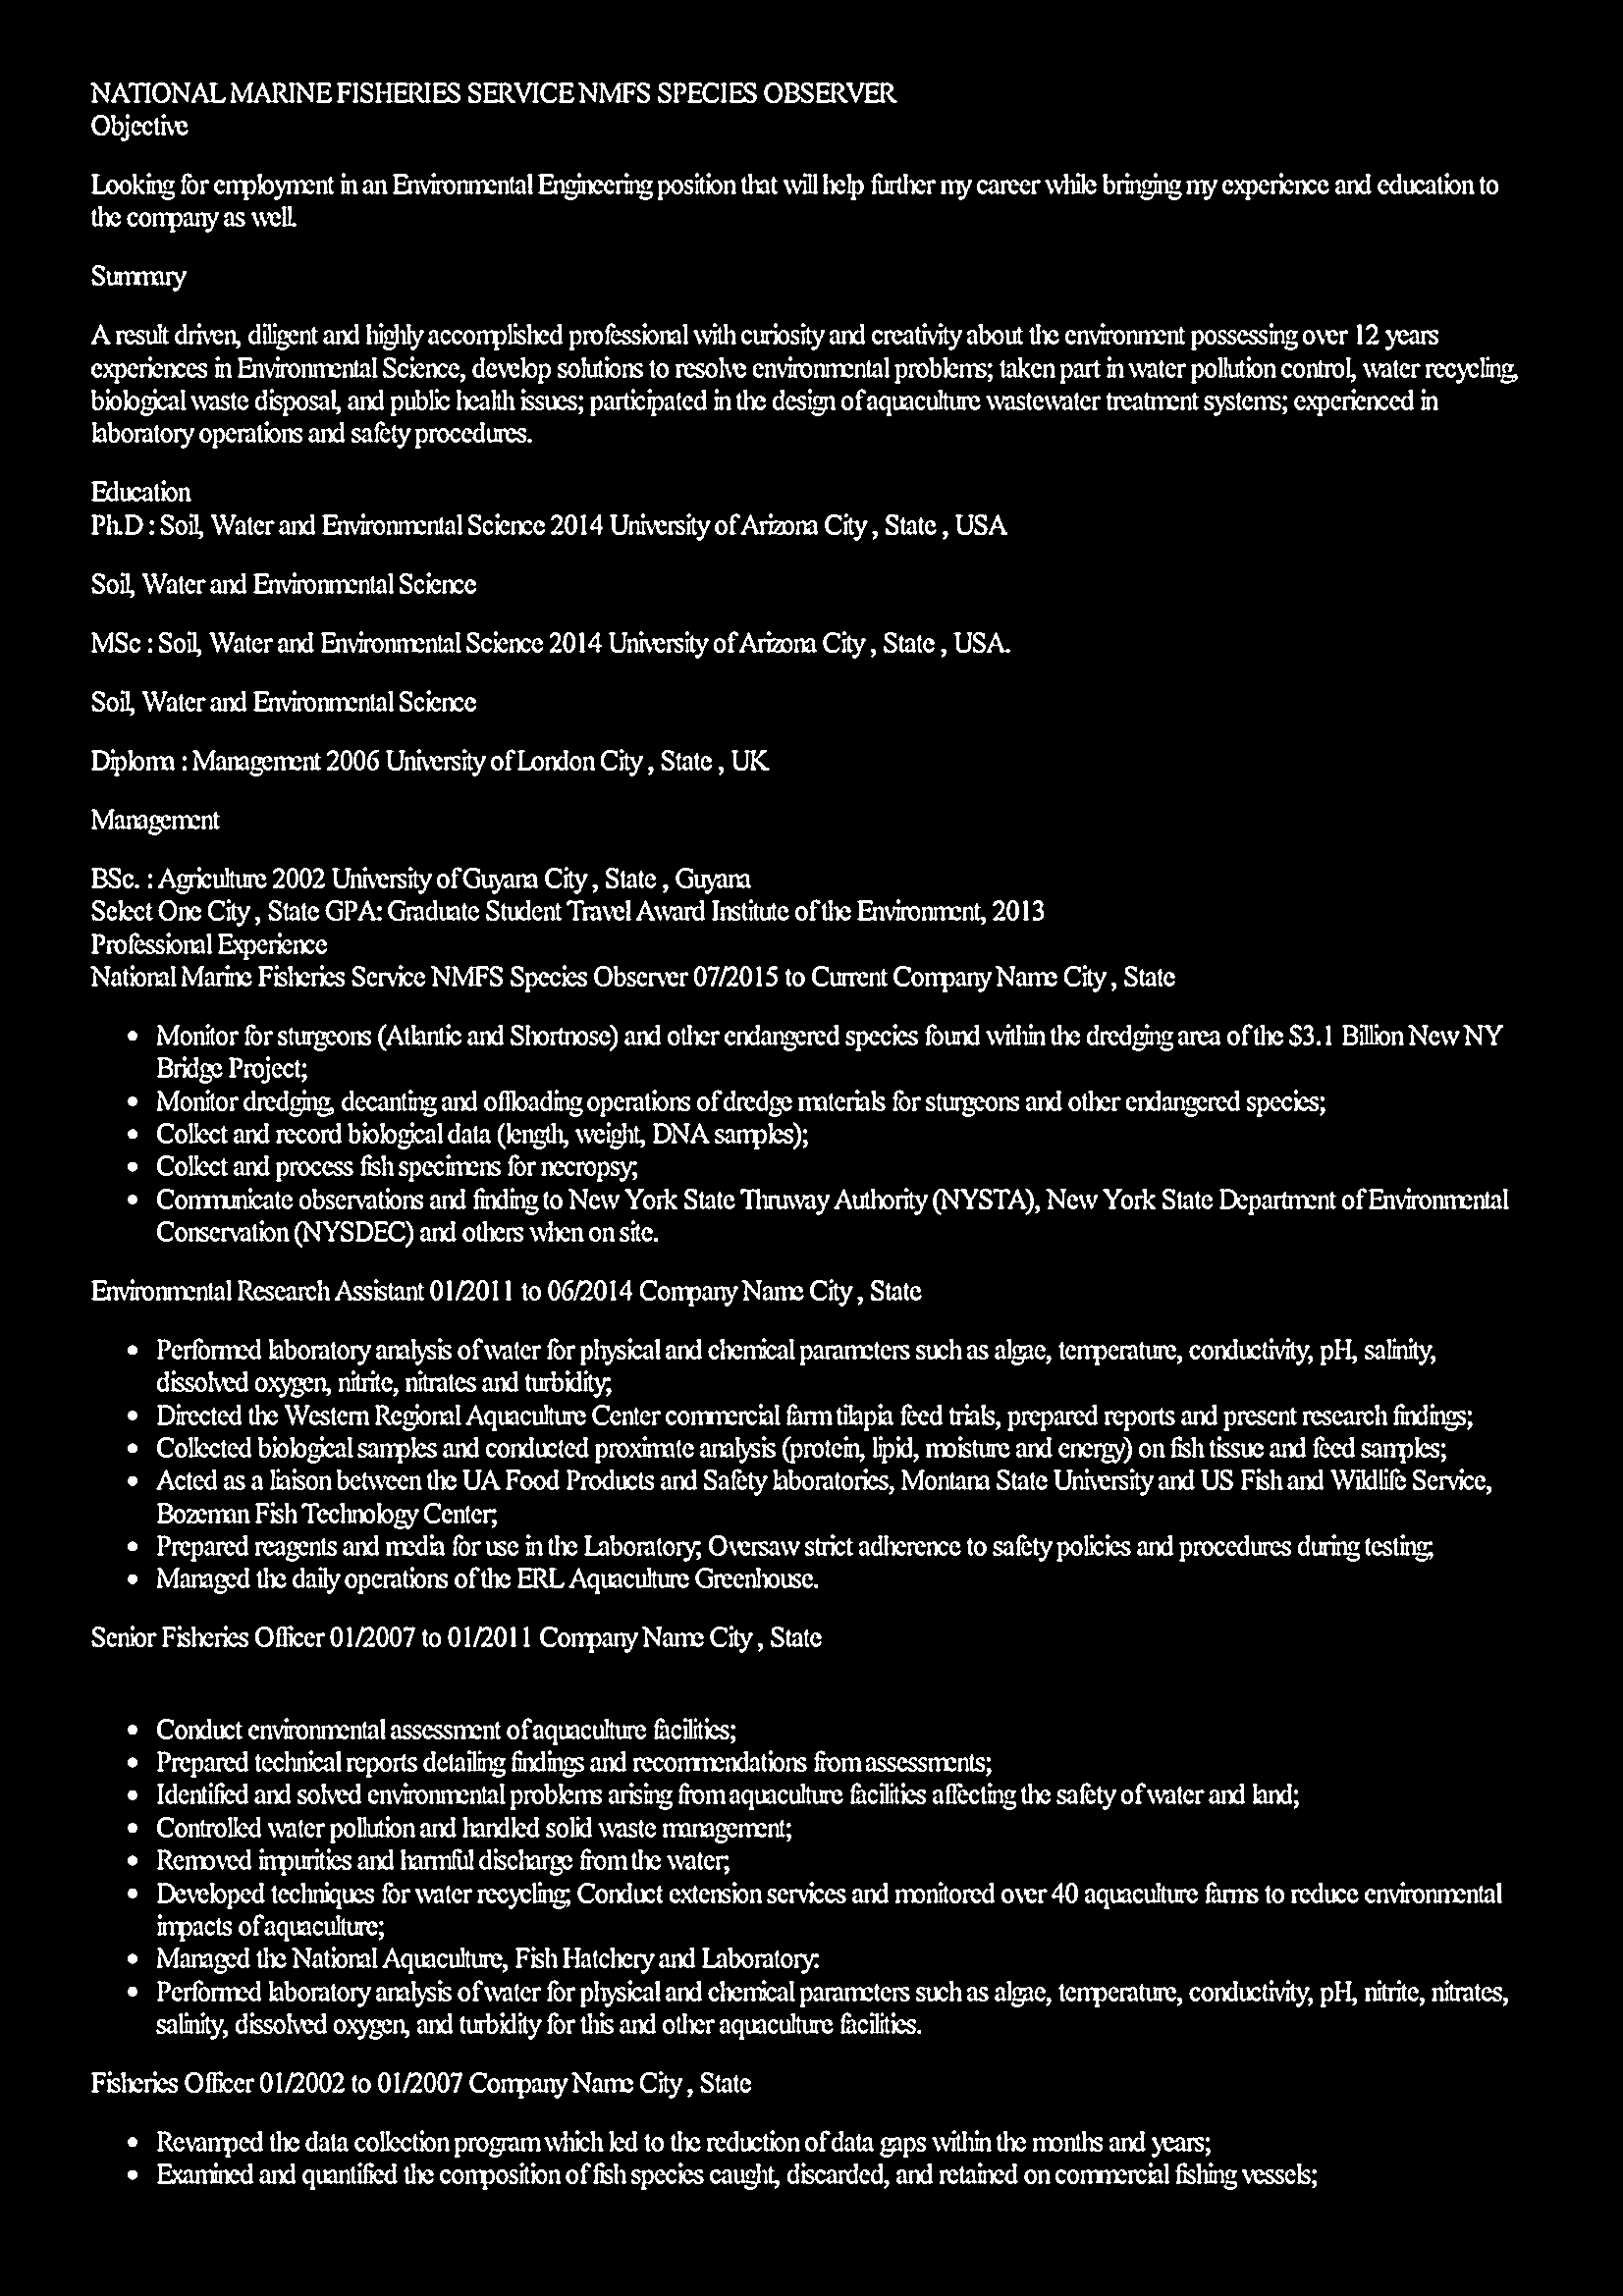 NATIONAL MARINE FISHERIES SERVICE NMFS SPECIES OBSERVER
Objective
Looking for employment in an Environmental Engineering position that will help further my career while bringing my experience and education to
the company as well.
Summary
A result driven, diligent and highly accomplished professional with curiosity and creativity about the environment possessing over 12 years
experiences in Environmental Science, develop solutions to resolve environmental problems; taken part in water pollution control, water recycling,
biological waste disposal, and public health issues; participated in the design of aquaculture wastewater treatment systems; experienced in
laboratory operations and safety procedures.
Education
Ph.D : Soil, Water and Environmental Science 2014 University of Arizona City , State , USA
Soil, Water and Environmental Science
MSc : Soil, Water and Environmental Science 2014 University of Arizona City , State , USA.
Soil, Water and Environmental Science
Diploma : Management 2006 University of London City , State , UK
Management
BSc. : Agriculture 2002 University of Guyana City , State , Guyana
Select One City , State GPA: Graduate Student Travel Award Institute of the Environment, 2013
Professional Experience
National Marine Fisheries Service NMFS Species Observer 07/2015 to Current Company Name City , State
• Monitor for sturgeons (Atlantic and Shortnose) and other endangered species found within the dredging area of the $3.1 Billion New NY
Bridge Project;
• Monitor dredging, decanting and offloading operations of dredge materials for sturgeons and other endangered species;
• Collect and record biological data (length, weight, DNA samples);
• Collect and process fish specimens for necropsy;
• Communicate observations and finding to New York State Thruway Authority (NYSTA), New York State Department of Environmental
Conservation (NYSDEC) and others when on site.
Environmental Research Assistant 01/2011 to 06/2014 Company Name City , State
• Performed laboratory analysis of water for physical and chemical parameters such as algae, temperature, conductivity, pH, salinity,
dissolved oxygen, nitrite, nitrates and turbidity;
• Directed the Western Regional Aquaculture Center commercial farm tilapia feed trials, prepared reports and present research findings;
• Collected biological samples and conducted proximate analysis (protein, lipid, moisture and energy) on fish tissue and feed samples;
• Acted as a liaison between the UA Food Products and Safety laboratories, Montana State University and US Fish and Wildlife Service,
Bozeman Fish Technology Center;
• Prepared reagents and media for use in the Laboratory; Oversaw strict adherence to safety policies and procedures during testing;
• Managed the daily operations of the ERL Aquaculture Greenhouse.
Senior Fisheries Officer 01/2007 to 01/2011 Company Name City , State
• Conduct environmental assessment of aquaculture facilities;
• Prepared technical reports detailing findings and recommendations from assessments;
• Identified and solved environmental problems arising from aquaculture facilities affecting the safety of water and land;
• Controlled water pollution and handled solid waste management;
• Removed impurities and harmful discharge from the water;
• Developed techniques for water recycling; Conduct extension services and monitored over 40 aquaculture farms to reduce environmental
impacts of aquaculture;
• Managed the National Aquaculture, Fish Hatchery and Laboratory:
• Performed laboratory analysis of water for physical and chemical parameters such as algae, temperature, conductivity, pH, nitrite, nitrates,
salinity, dissolved oxygen, and turbidity for this and other aquaculture facilities.
Fisheries Officer 01/2002 to 01/2007 Company Name City , State
• Revamped the data collection program which led to the reduction of data gaps within the months and years;
• Examined and quantified the composition of fish species caught, discarded, and retained on commercial fishing vessels;